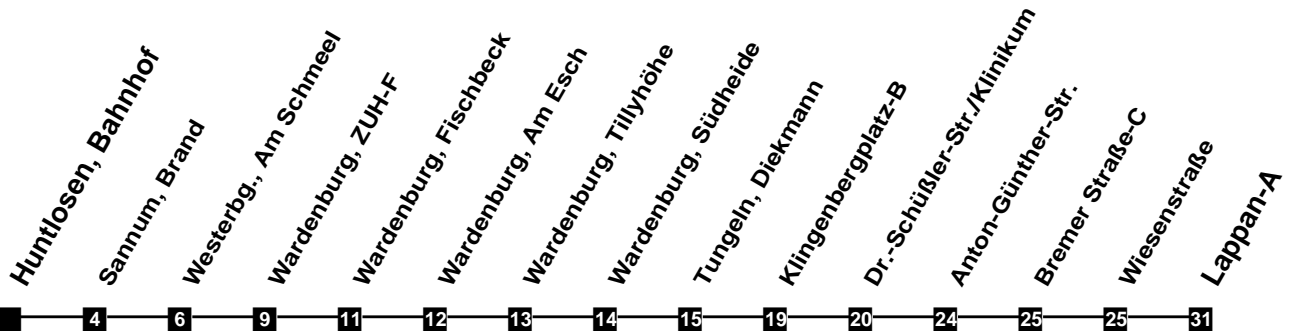 Huntlosen, Bahnhof
Sannum, Brand
Westerbg., Am Schmeel
Wardenburg, ZUH-F
Wardenburg, Fischbeck
Wardenburg, Am Esch
Wardenburg, Tillyhöhe
Wardenburg, Südheide
Tungeln, Diekmann
Klingenbergplatz-B
Dr.-Schüßler-Str./Klinikum
Anton-Günther-Str.
Bremer Straße-C
Wiesenstraße
Lappan-A
4 6 9 11 12 13 14 15 19 20 24 25 25 31